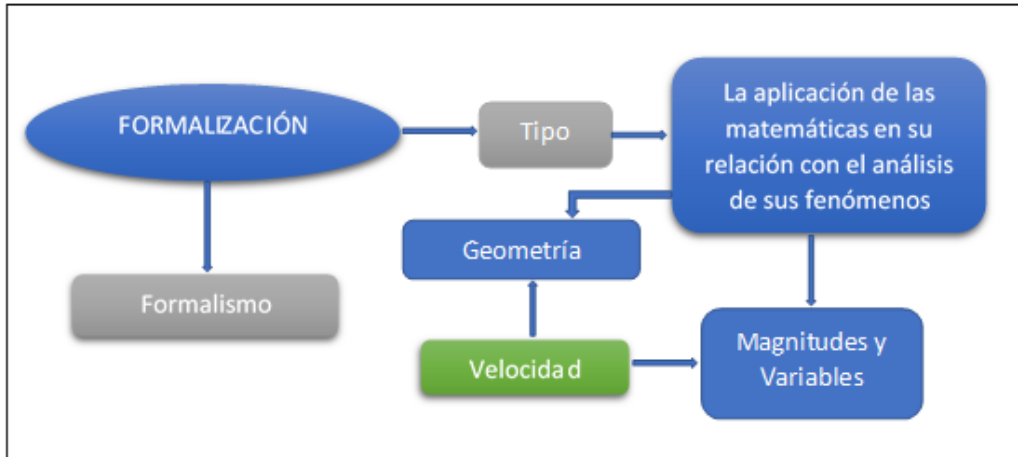 FORMALIZACIÓN
Tipo
La aplicación de las
matemáticas en su
relación con el análisis
de sus fenómenos
Geometría
Formalismo
Velocidad
Magnitudes y
Variables